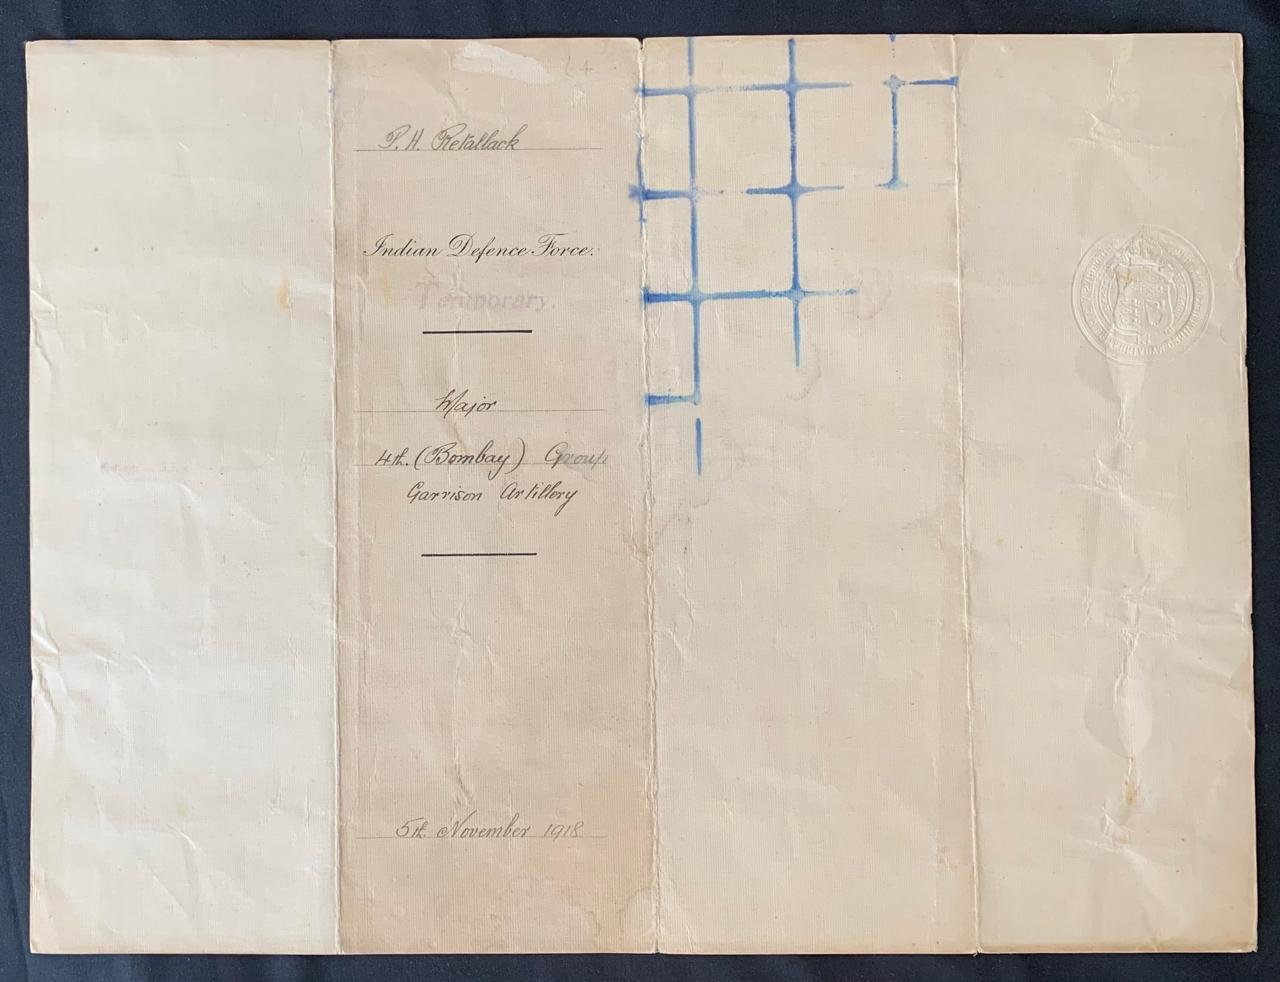 P. H. Retallack
Indian Defence Force.
Temporary.
Major
4th. (Bombay) Group
Garrison Artillery
5th. November 1918